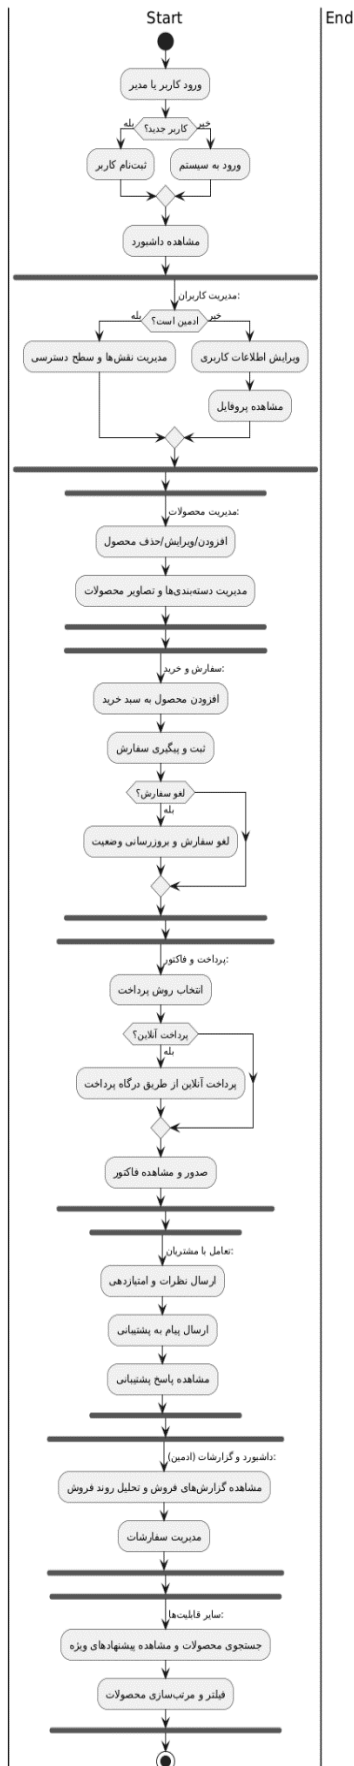 Start
End
ورود کاربر یا مدیر
کاربر جدید؟
بله
خیر
ثبت‌نام کاربر
ورود به سیستم
مشاهده داشبورد
مدیریت کاربران:
ادمین است؟
بله
خیر
مدیریت نقش‌ها و سطح دسترسی
ویرایش اطلاعات کاربری
مشاهده پروفایل
مدیریت محصولات:
افزودن/ویرایش/حذف محصول
مدیریت دسته‌بندی‌ها و تصاویر محصولات
سفارش و خرید:
افزودن محصول به سبد خرید
ثبت و پیگیری سفارش
لغو سفارش؟
بله
لغو سفارش و بروزرسانی وضعیت
پرداخت و فاکتور:
انتخاب روش پرداخت
پرداخت آنلاین؟
بله
پرداخت آنلاین از طریق درگاه پرداخت
صدور و مشاهده فاکتور
تعامل با مشتریان:
ارسال نظرات و امتیازدهی
ارسال پیام به پشتیبانی
مشاهده پاسخ پشتیبانی
داشبورد و گزارشات (ادمین):
مشاهده گزارش‌های فروش و تحلیل روند فروش
مدیریت سفارشات
سایر قابلیت‌ها:
جستجوی محصولات و مشاهده پیشنهادهای ویژه
فیلتر و مرتب‌سازی محصولات